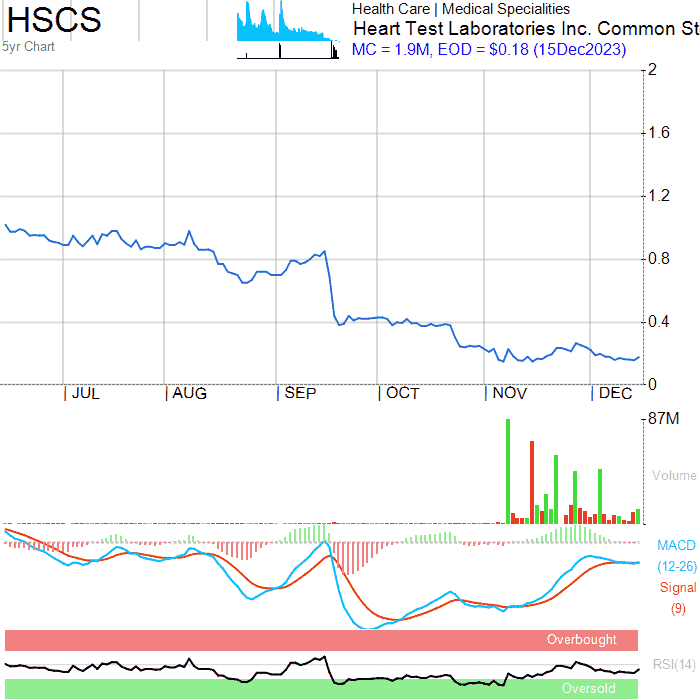 HSCS
5yr Chart
Health Care | Medical Specialities
Heart Test Laboratories Inc. Common St
MC = 1.9M, EOD = $0.18 (15Dec2023)
2
1.6
1.2
0.8
0.4
0
JUL AUG SEP OCT NOV DEC
87M
Volume
MACD
(12-26)
Signal
(9)
Overbought
RSI(14)
Oversold